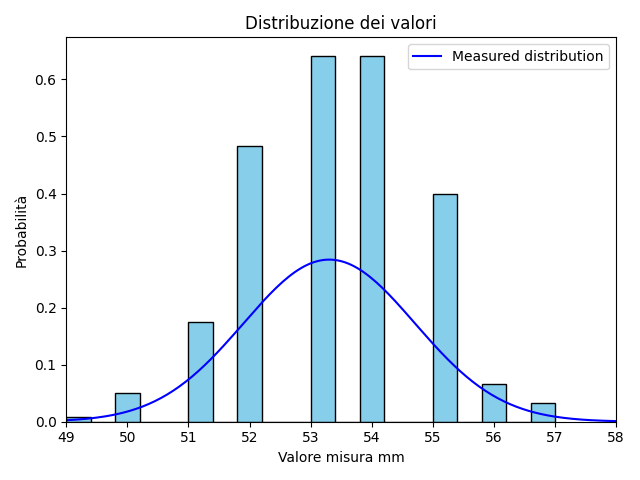 Distribuzione dei valori
Measured distribution
Probabilità
0.6
0.5
0.4
0.3
0.2
0.1
0.0
49 50 51 52 53 54 55 56 57 58
Valore misura mm